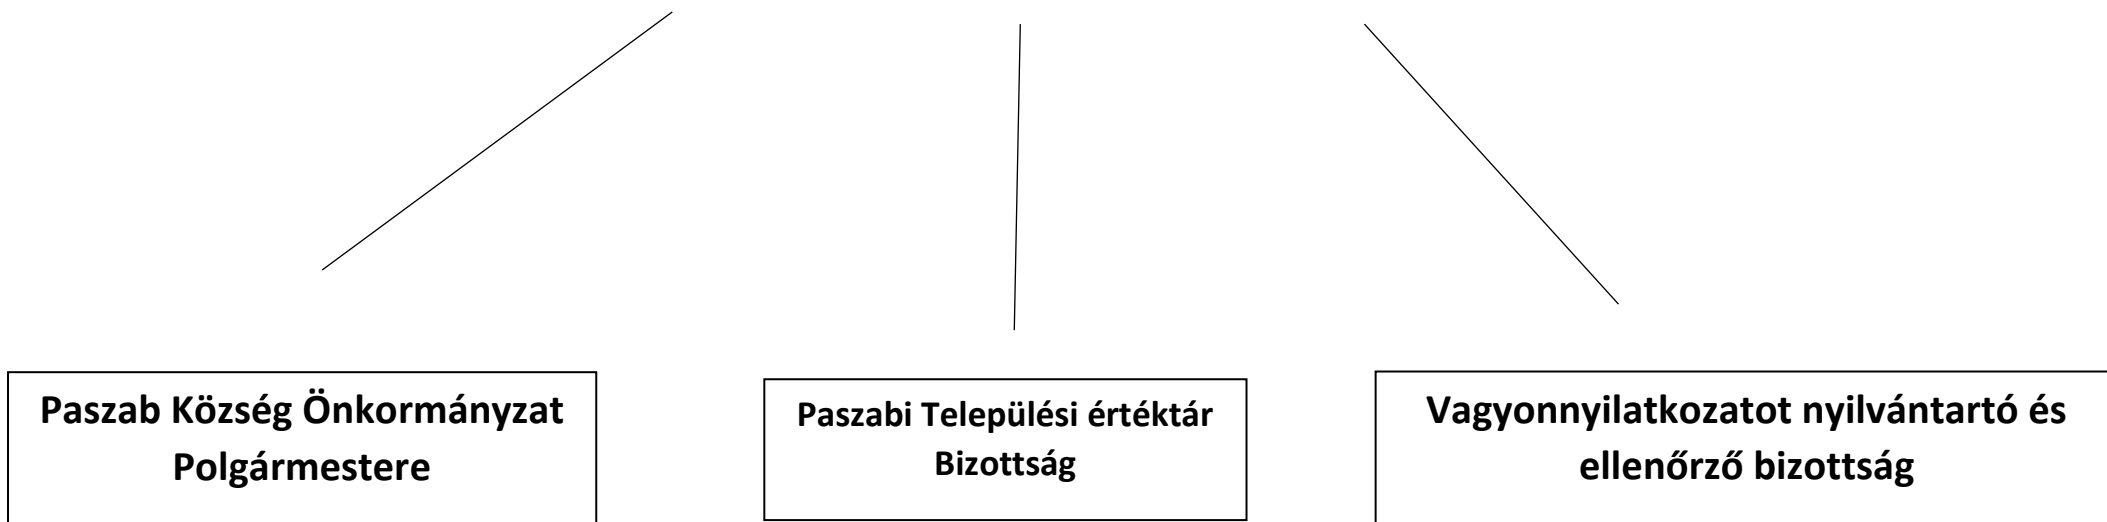 Paszab Község Önkormányzat
Polgármestere
Paszabi Települési értéktár
Bizottság
Vagyonnyilatkozatot nyilvántartó és
ellenőrző bizottság